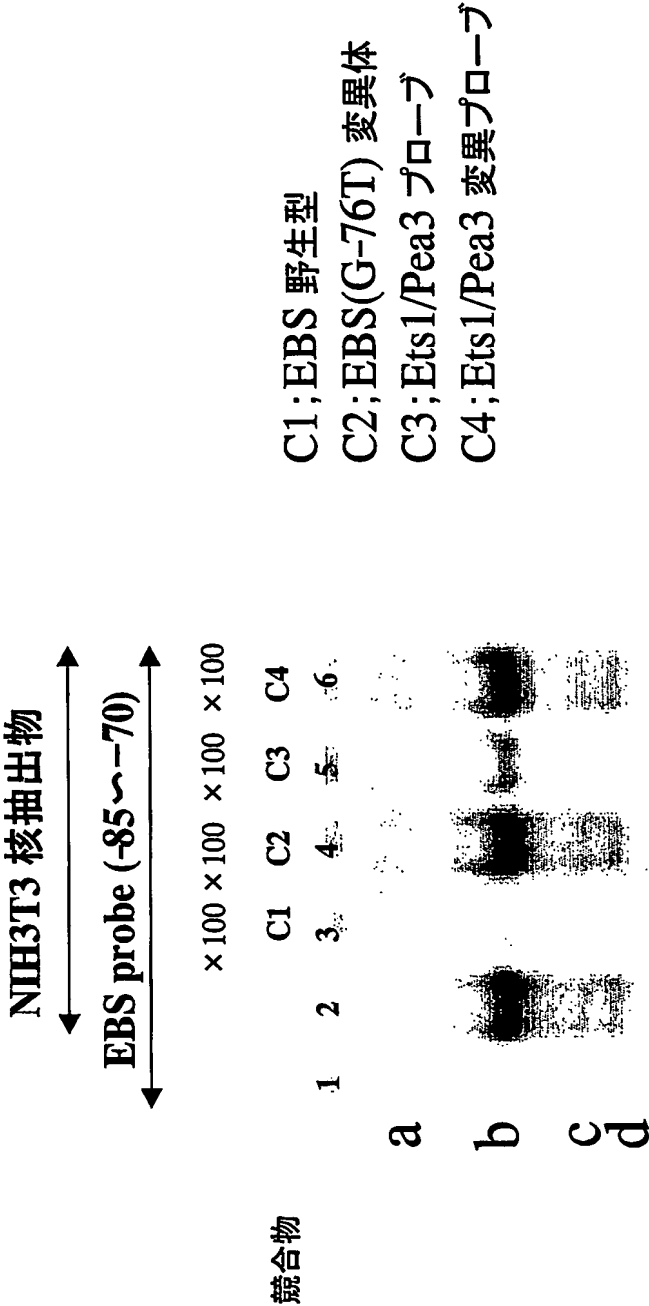 NIH3T3 核抽出物
EBS probe (-85~-70)
×100 ×100 ×100 ×100
競合物 C1 C2 C3 C4
1 2 3 4 5 6
a
b
c
d
C1;EBS 野生型
C2;EBS(G-76T) 変異体
C3;Ets1/Pea3 プローブ
C4;Ets1/Pea3 変異プローブ